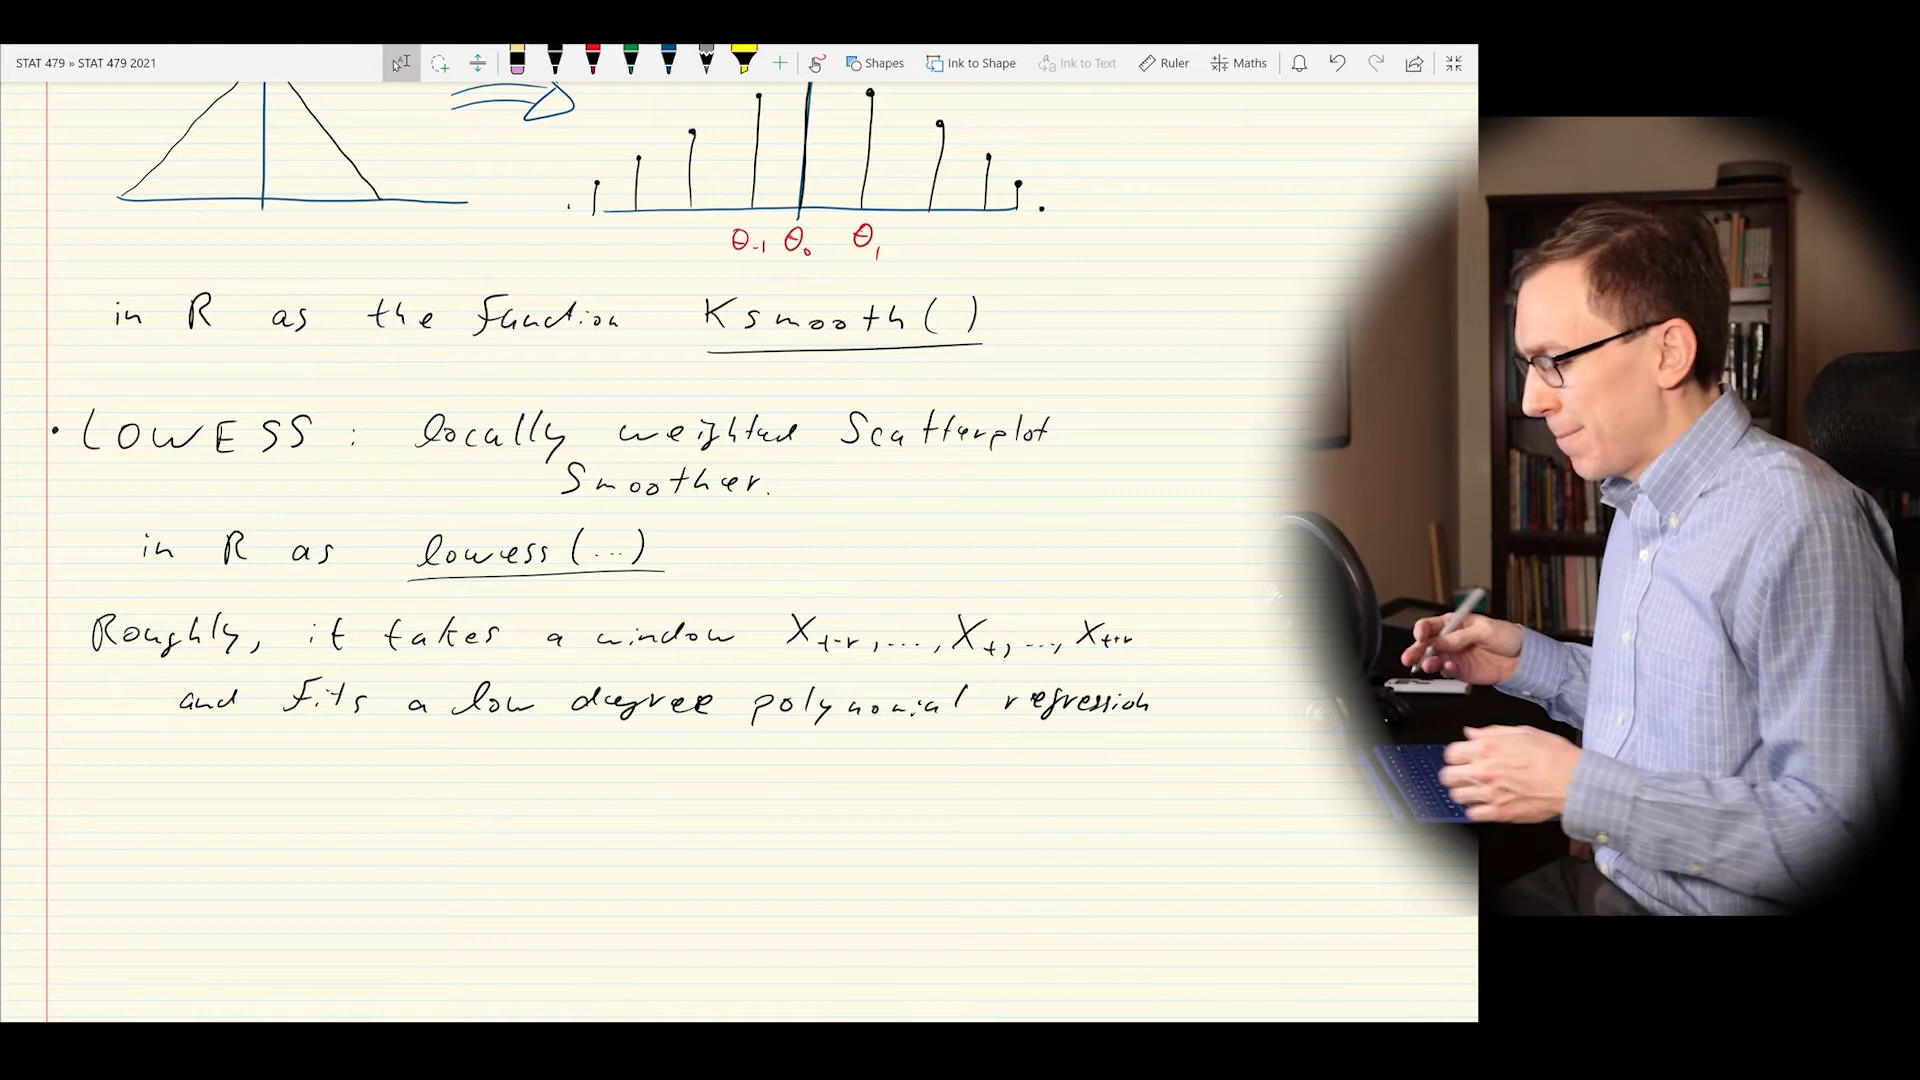 STAT 479 » STAT 479 2021
Shapes Ink to Shape Ink to Text Ruler Maths
θ-1 θ0 θ1
in R as the function Ksmooth()
• LOWESS : locally weighted Scatterplot
Smoother.
in R as lowess(...)
Roughly, it takes a window Xt-r, ..., Xt, ..., Xt+r
and fits a low degree polynomial regression